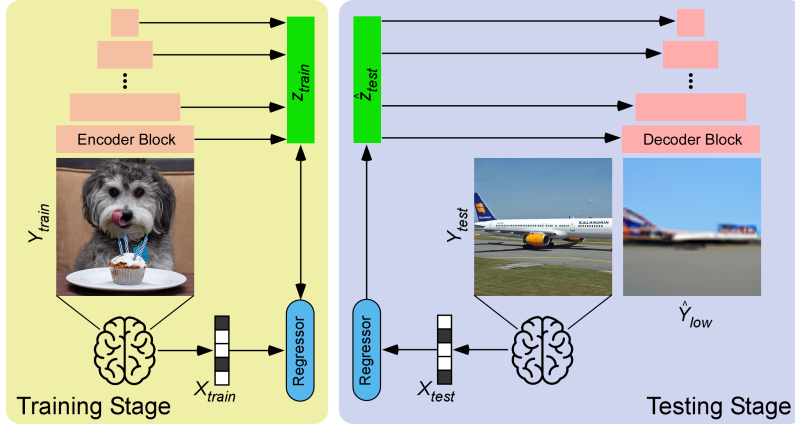 Z_train
Encoder Block
Y_train
Regressor
X_train
Training Stage
Ẑ_test
Decoder Block
Y_test
ICELANDAIR
Ŷ_low
Regressor
X_test
Testing Stage